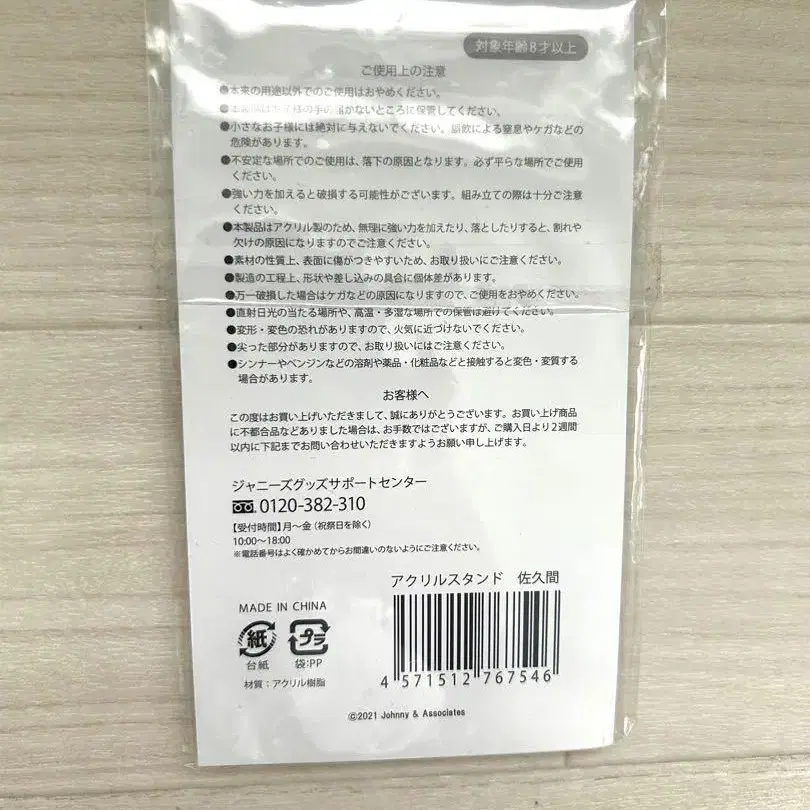 対象年齢8才以上
ご使用上の注意
●本来の用途以外でのご使用はおやめください。
●本製品はお子様の手の届かないところに保管してください。
●小さなお子様には絶対に与えないでください。誤飲による窒息やケガなどの
危険があります。
●不安定な場所でのご使用は、落下の原因となります。必ず平らな場所でご使用
ください。
●強い力を加えると破損する可能性がございます。組み立ての際は十分ご注意
ください。
●本製品はアクリル製のため、無理に強い力を加えたり、落としたりすると、割れや
欠けの原因になりますのでご注意ください。
●素材の性質上、表面に傷がつきやすいため、お取り扱いにご注意ください。
●製造の工程上、形状や差し込みの具合に個体差があります。
●万一破損した場合はケガなどの原因になりますので、ご使用をおやめください。
●直射日光の当たる場所や、高温・多湿な場所での保管は避けてください。
●変形・変色の恐れがありますので、火気に近づけないでください。
●尖った部分がありますので、お取り扱いにはご注意ください。
●シンナーやベンジンなどの溶剤や薬品・化粧品などと接触すると変色・変質する
場合があります。
お客様へ
この度はお買い上げいただきまして、誠にありがとうございます。お買い上げ商品
に不都合品などありました場合は、お手数ではございますが、ご購入日より2週間
以内に下記までお問い合わせいただきますようお願い申し上げます。
ジャニーズグッズサポートセンター
0120-382-310
【受付時間】月～金（祝祭日を除く）
10:00～18:00
※電話番号はよく確かめてからお間違いのないようにご注意ください。
アクリルスタンド 佐久間
MADE IN CHINA
紙 プラ
台紙 袋:PP
材質：アクリル樹脂
4 571512 767546
©2021 Johnny & Associates